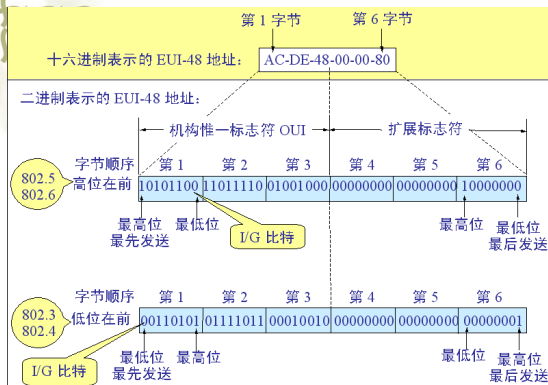 第 1 字节 第 6 字节
十六进制表示的 EUI-48 地址： AC-DE-48-00-00-80
二进制表示的 EUI-48 地址：
机构惟一标志符 OUI 扩展标志符
字节顺序 第 1 第 2 第 3 第 4 第 5 第 6
802.5
802.6
高位在前 10101100 11011110 01001000 00000000 00000000 10000000
最高位 最低位 最高位 最低位
最先发送 最后发送
I/G 比特
字节顺序 第 1 第 2 第 3 第 4 第 5 第 6
802.3
802.4
低位在前 00110101 01111011 00010010 00000000 00000000 00000001
最低位 最高位 最低位 最高位
最先发送 最后发送
I/G 比特